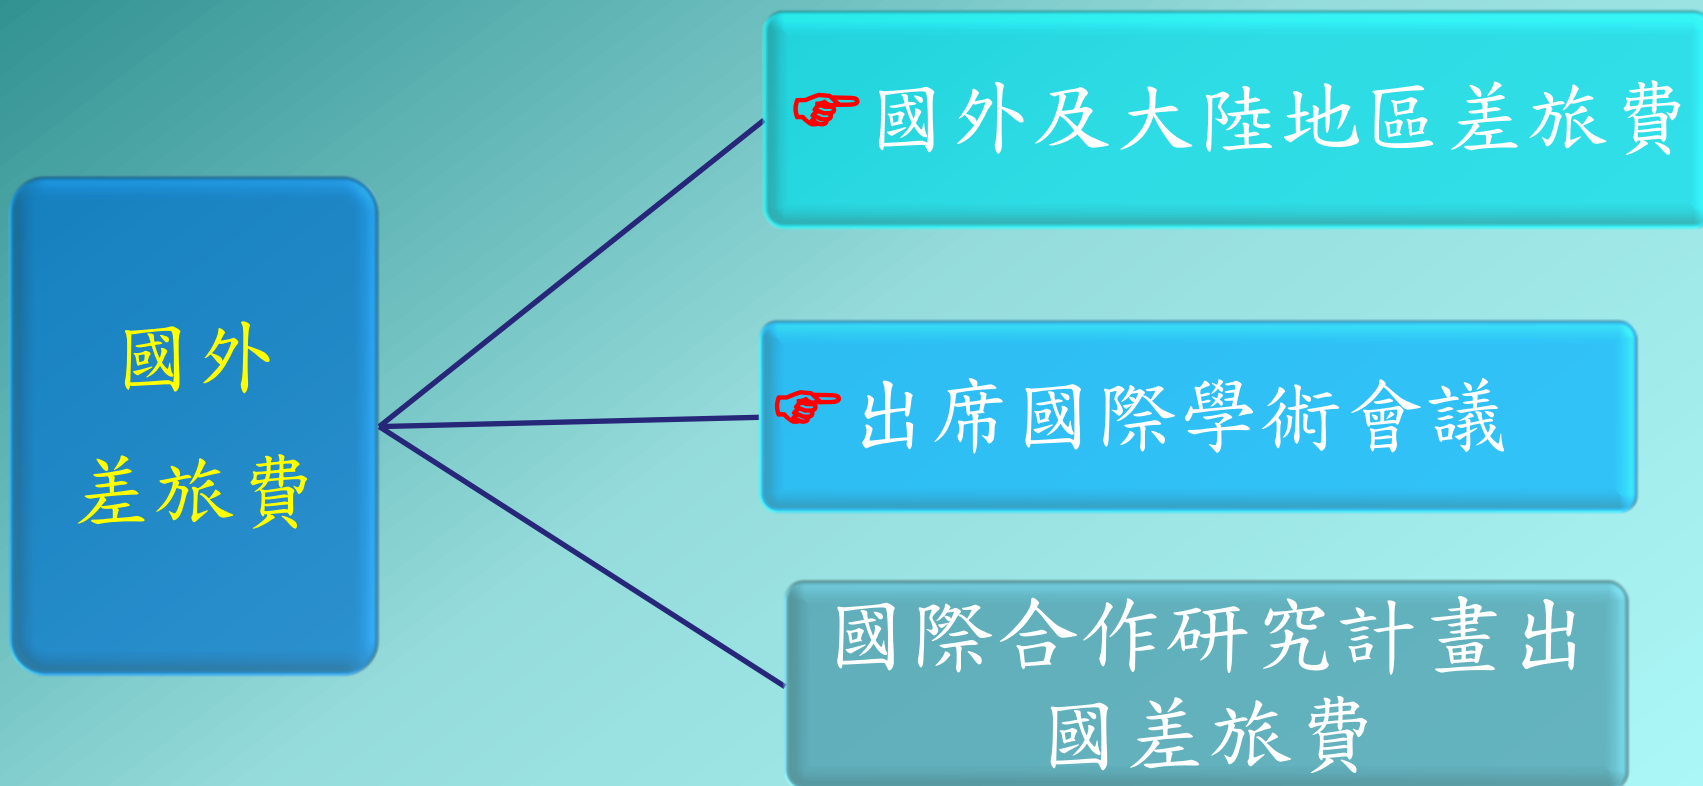 國外
差旅費
☞國外及大陸地區差旅費
☞出席國際學術會議
國際合作研究計畫出
國差旅費